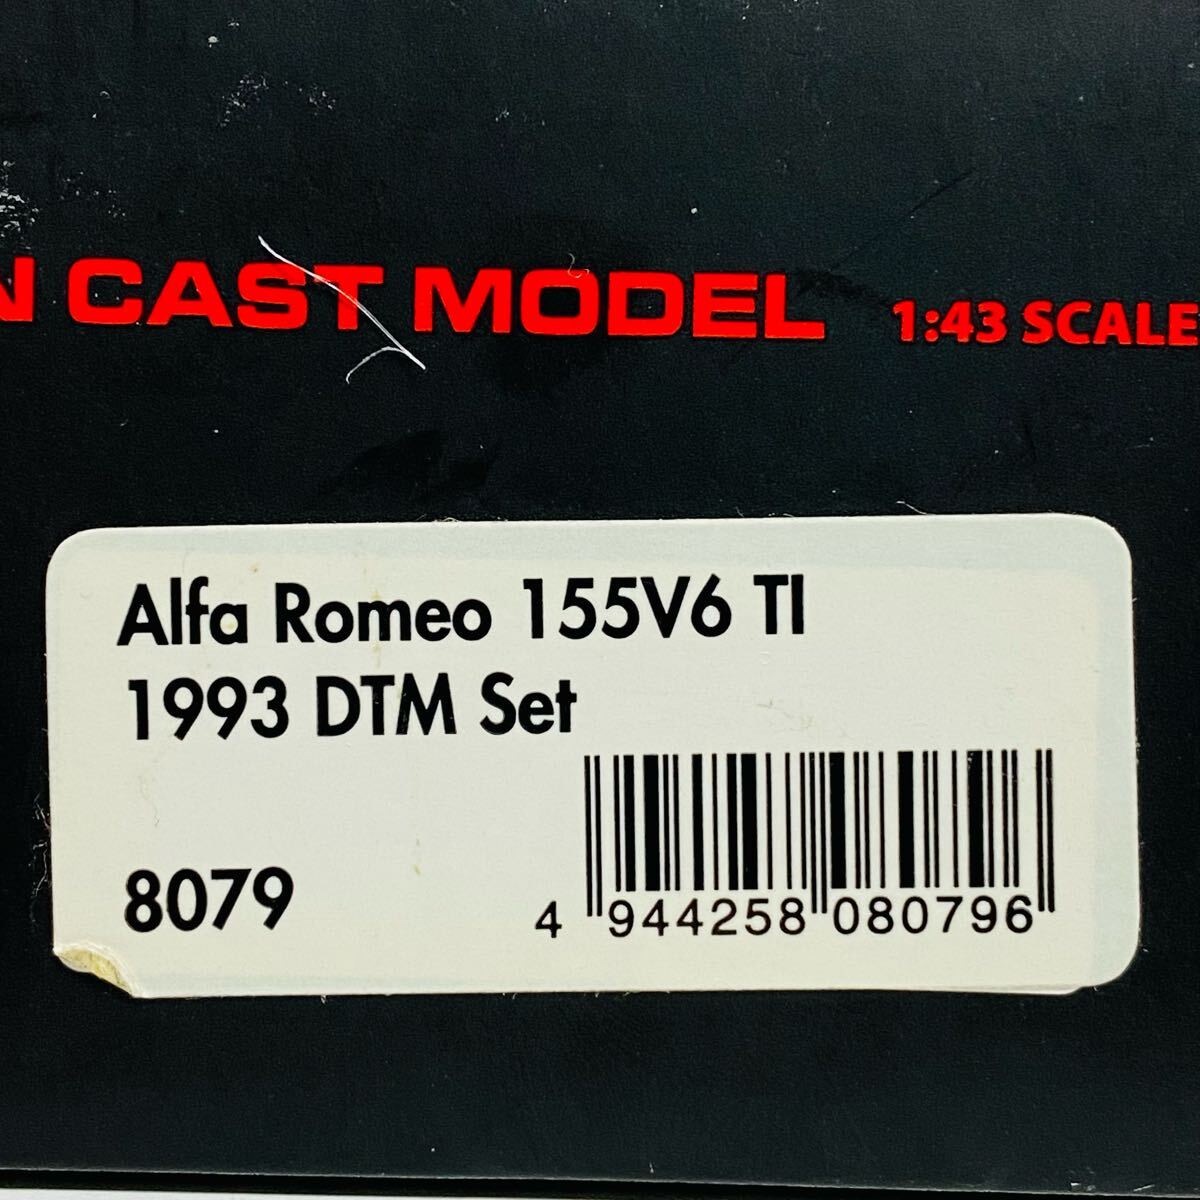 N CAST MODEL 1:43 SCALE
Alfa Romeo 155V6 TI
1993 DTM Set
8079
4 944258 080796